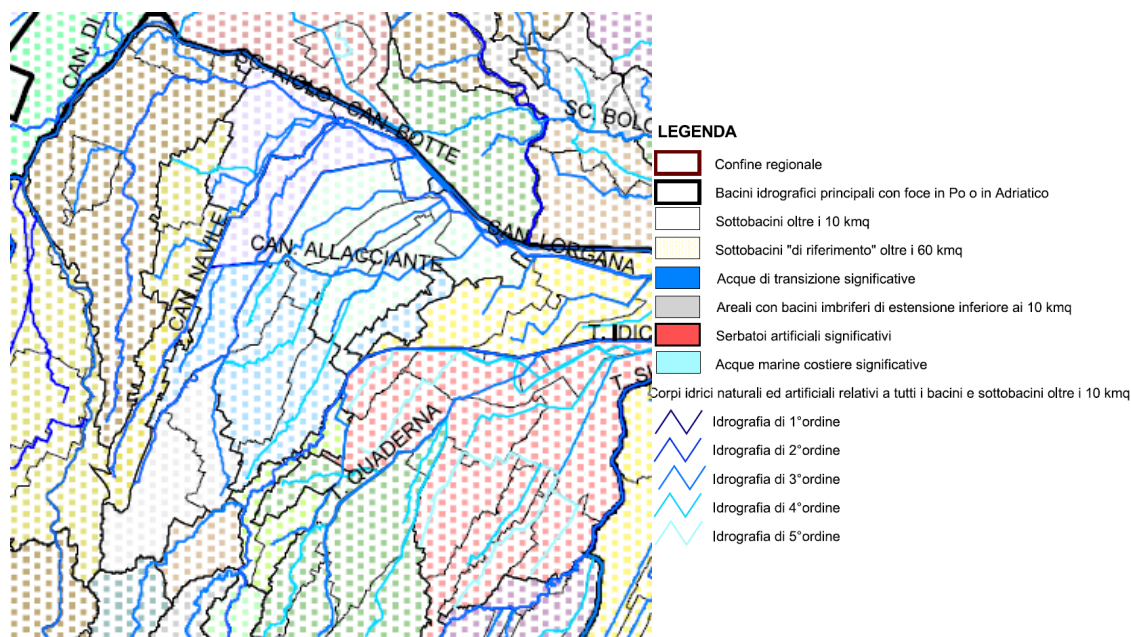 CAN. DI
SC. RIOLO - CAN. BOTTE
SC. BOLO
CAN. NAVILE
CAN. ALLACCIANTE
CAN. LORGANA
T. IDIC
T. QUADERNA
LEGENDA
Confine regionale
Bacini idrografici principali con foce in Po o in Adriatico
Sottobacini oltre i 10 kmq
Sottobacini "di riferimento" oltre i 60 kmq
Acque di transizione significative
Areali con bacini imbriferi di estensione inferiore ai 10 kmq
Serbatoi artificiali significativi
Acque marine costiere significative
Corpi idrici naturali ed artificiali relativi a tutti i bacini e sottobacini oltre i 10 kmq
Idrografia di 1°ordine
Idrografia di 2°ordine
Idrografia di 3°ordine
Idrografia di 4°ordine
Idrografia di 5°ordine